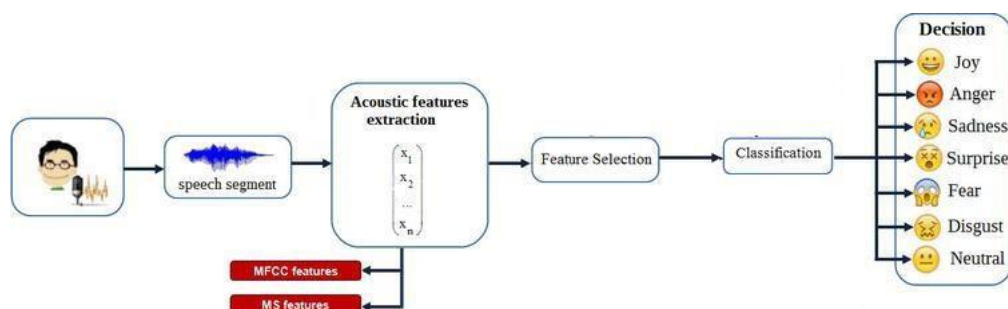 speech segment
Acoustic features
extraction
x1
x2
...
xn
MFCC features
MS features
Feature Selection
Classification
Decision
Joy
Anger
Sadness
Surprise
Fear
Disgust
Neutral